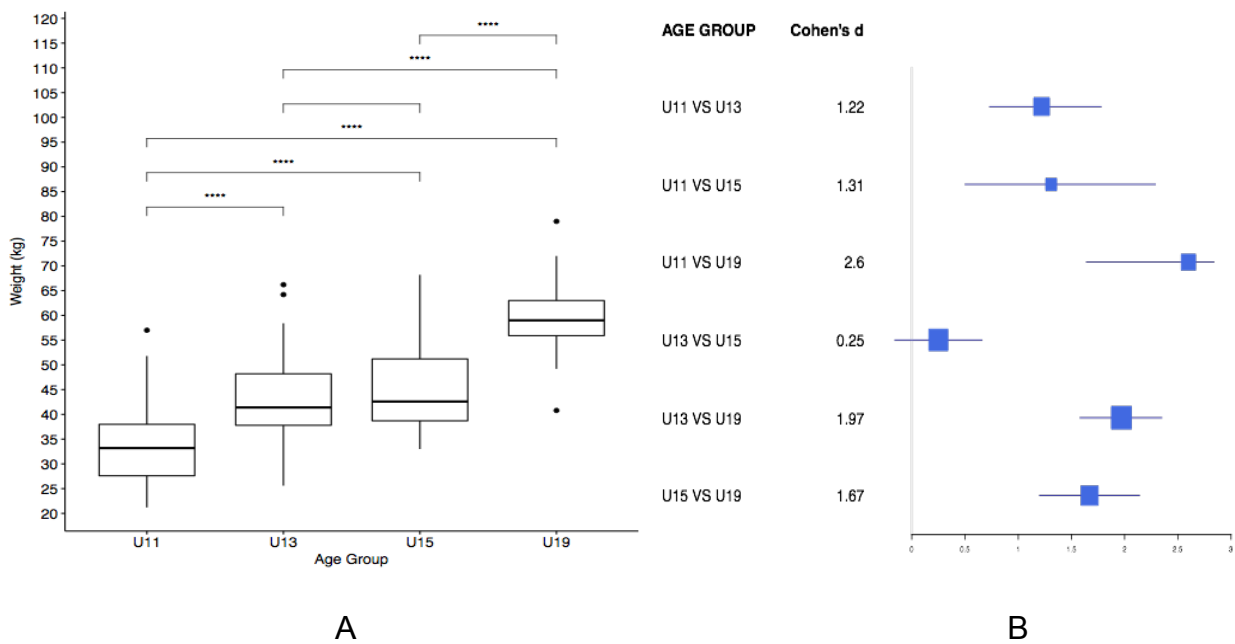 120
115
110
105
100
95
90
85
80
75
70
65
60
55
50
45
40
35
30
25
20
Weight (kg)
****
****
****
****
****
U11 U13 U15 U19
Age Group
A
AGE GROUP Cohen's d
U11 VS U13 1.22
U11 VS U15 1.31
U11 VS U19 2.6
U13 VS U15 0.25
U13 VS U19 1.97
U15 VS U19 1.67
0 0.5 1 1.5 2 2.5 3
B